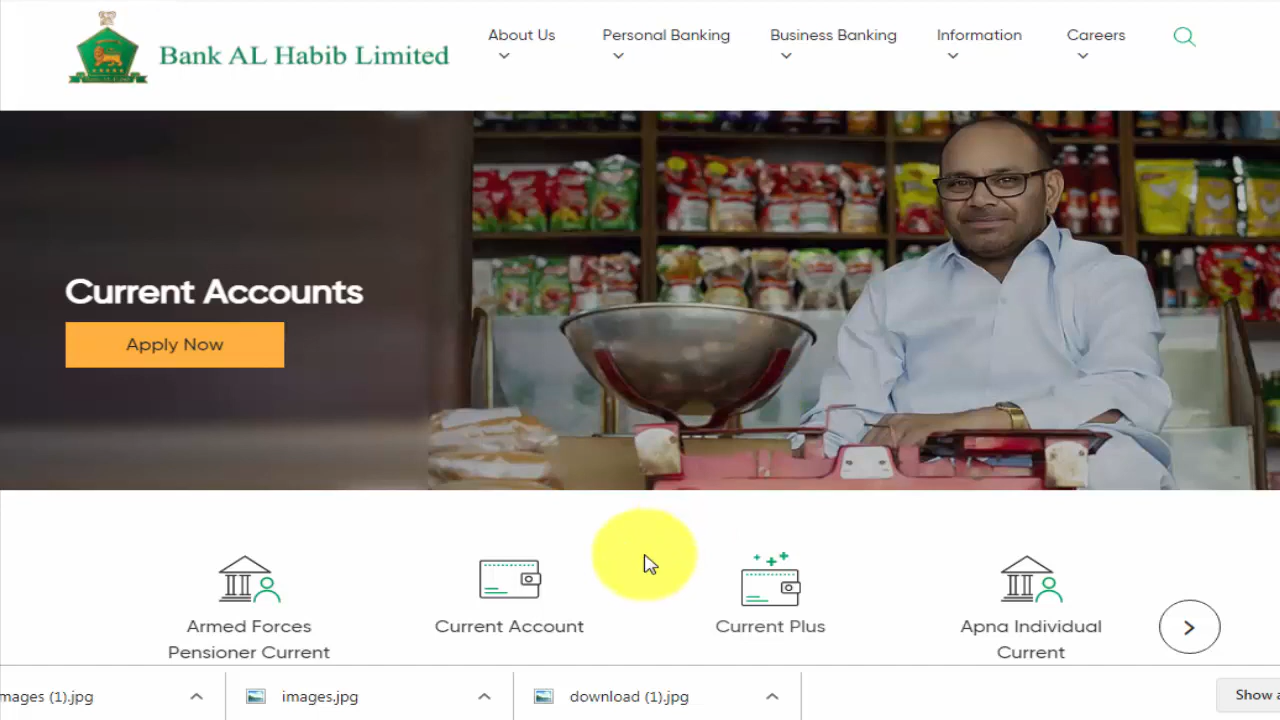 Bank AL Habib Limited
About Us
Personal Banking
Business Banking
Information
Careers
Current Accounts
Apply Now
Armed Forces
Pensioner Current
Current Account
Current Plus
Apna Individual
Current
mages (1).jpg
images.jpg
download (1).jpg
Show a